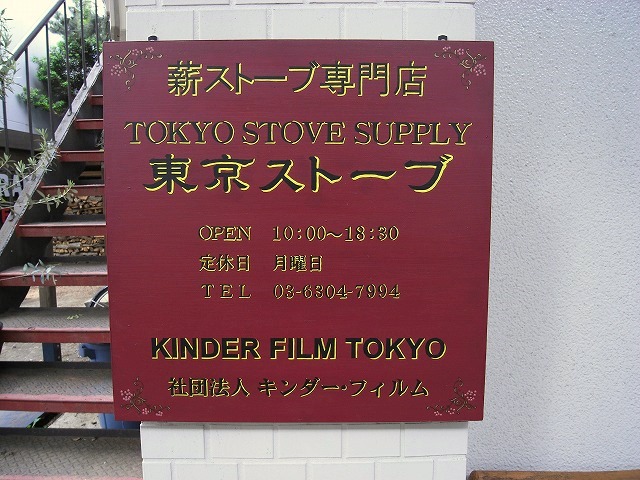 薪ストーブ専門店
TOKYO STOVE SUPPLY
東京ストーブ
OPEN 10:00〜18:30
定休日 月曜日
TEL 03-6304-7994
KINDER FILM TOKYO
社団法人 キンダー・フィルム